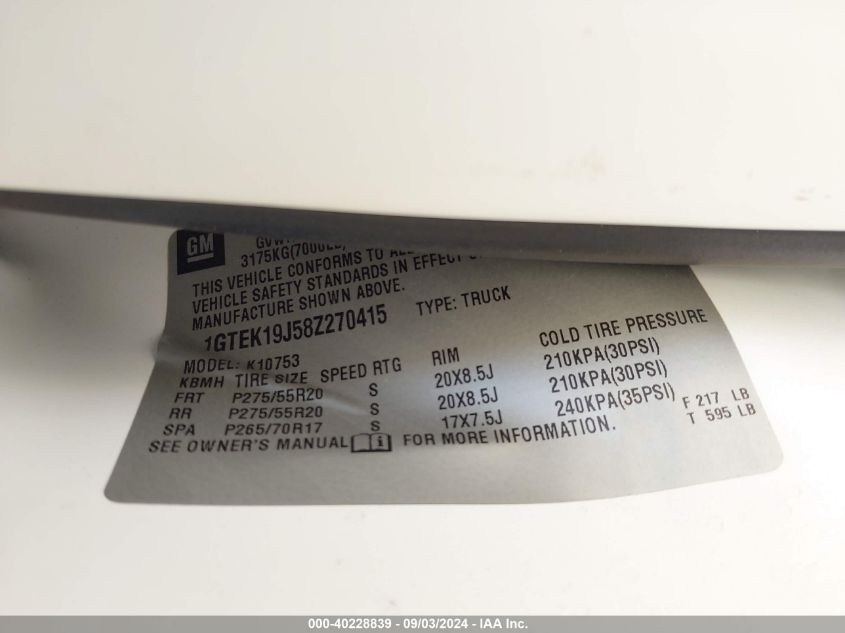 GM
3175KG(7000LB)
THIS VEHICLE CONFORMS TO
VEHICLE SAFETY STANDARDS IN EFFECT
MANUFACTURE SHOWN ABOVE.
1GTEK19J58Z270415 TYPE: TRUCK
MODEL: K10753
KBMH TIRE SIZE SPEED RTG RIM COLD TIRE PRESSURE
FRT P275/55R20 S 20X8.5J 210KPA(30PSI)
RR P275/55R20 S 20X8.5J 210KPA(30PSI)
SPA P265/70R17 S 17X7.5J 240KPA(35PSI)
SEE OWNER'S MANUAL FOR MORE INFORMATION.
F 217 LB
T 595 LB
000-40228839 - 09/03/2024 - IAA Inc.